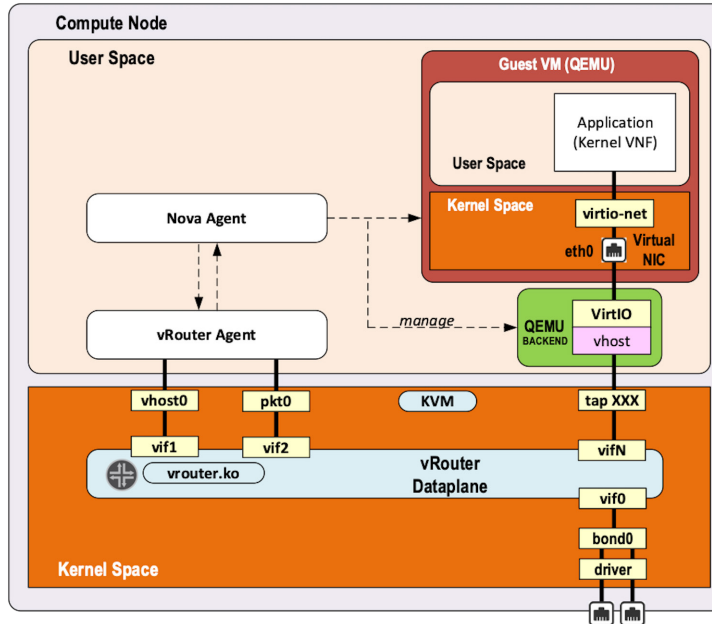 Compute Node
User Space
Guest VM (QEMU)
Application
(Kernel VNF)
User Space
Kernel Space
virtio-net
eth0
Virtual
NIC
Nova Agent
vRouter Agent
manage
QEMU
BACKEND
VirtIO
vhost
vhost0
pkt0
KVM
tap XXX
vif1
vif2
vifN
vrouter.ko
vRouter
Dataplane
vif0
bond0
driver
Kernel Space